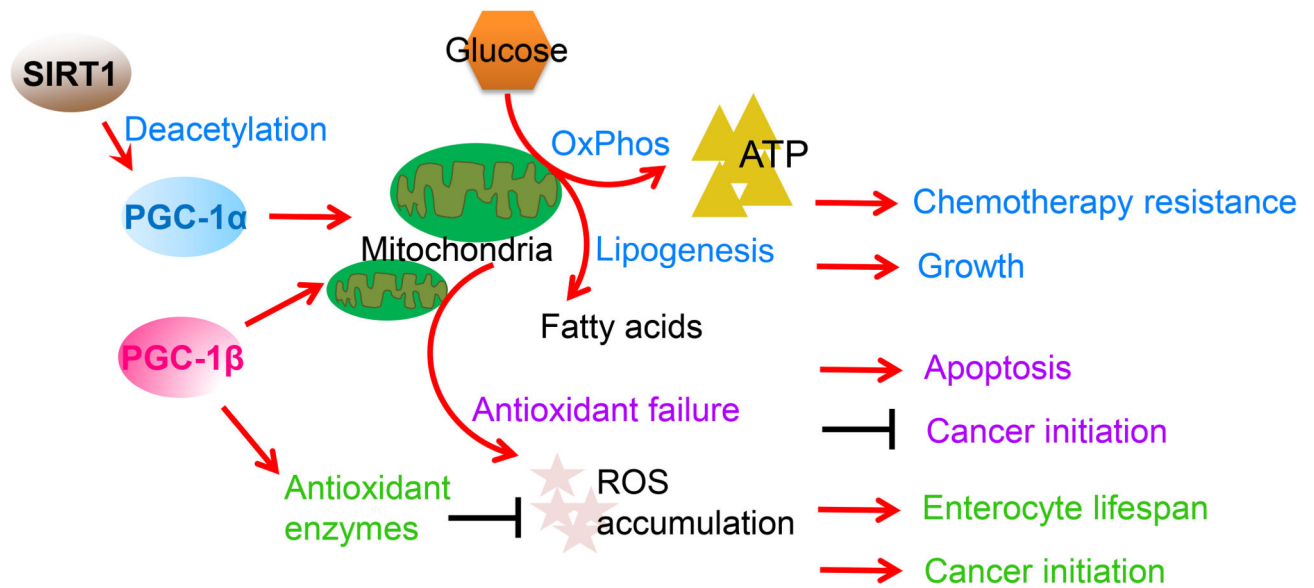 Glucose
SIRT1
Deacetylation
OxPhos
ATP
PGC-1α
Chemotherapy resistance
Mitochondria
Lipogenesis
Growth
Fatty acids
PGC-1β
Apoptosis
Antioxidant failure
Cancer initiation
Antioxidant
enzymes
ROS
accumulation
Enterocyte lifespan
Cancer initiation